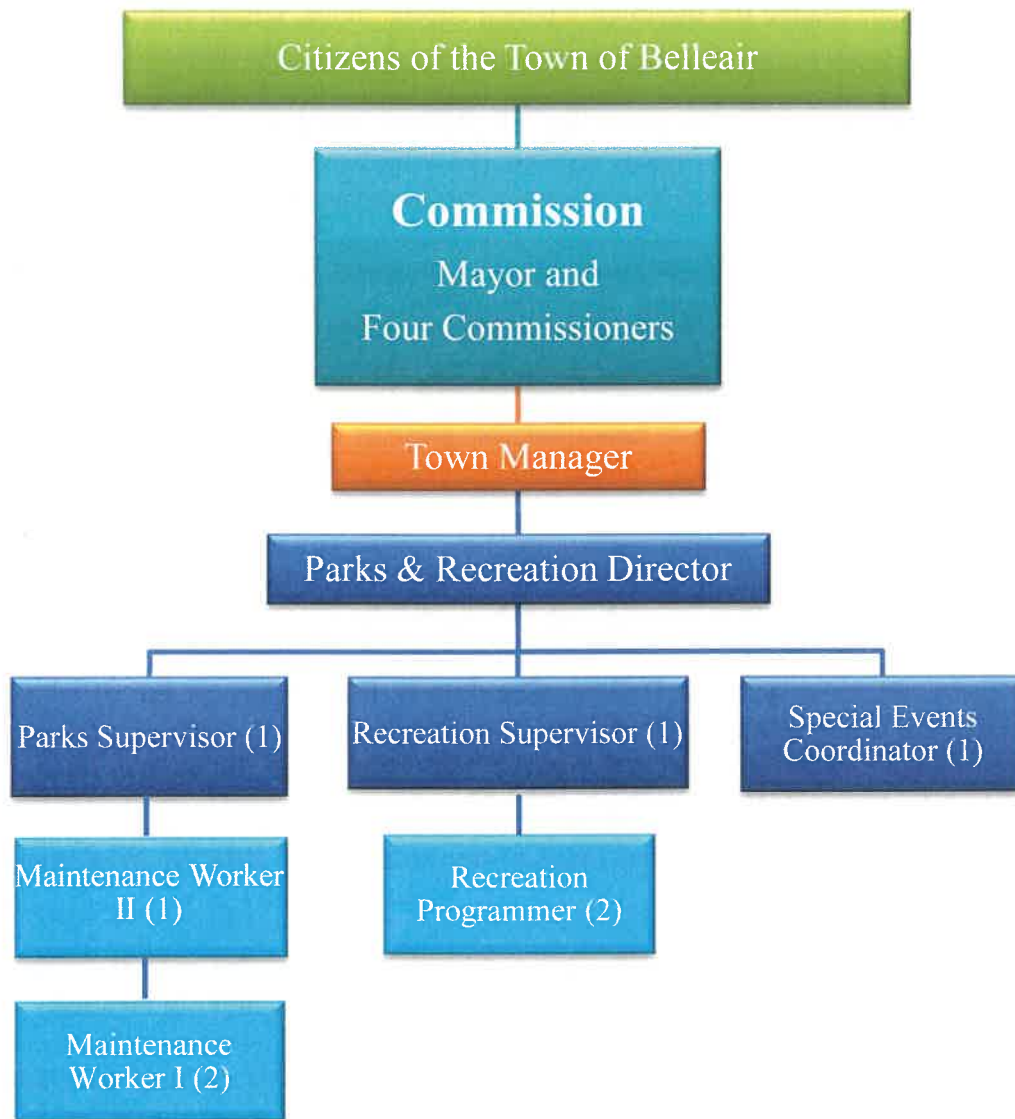 Citizens of the Town of Belleair
Commission
Mayor and
Four Commissioners
Town Manager
Parks & Recreation Director
Parks Supervisor (1)
Recreation Supervisor (1)
Special Events
Coordinator (1)
Maintenance Worker
II (1)
Recreation
Programmer (2)
Maintenance
Worker I (2)